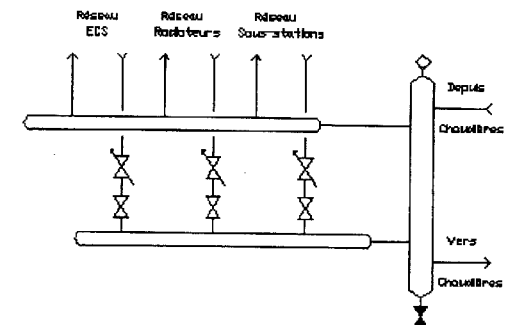 Réseau
ECS
Réseau
Radiateurs
Réseau
Sous-stations
Depuis
Chaudières
Vers
Chaudières